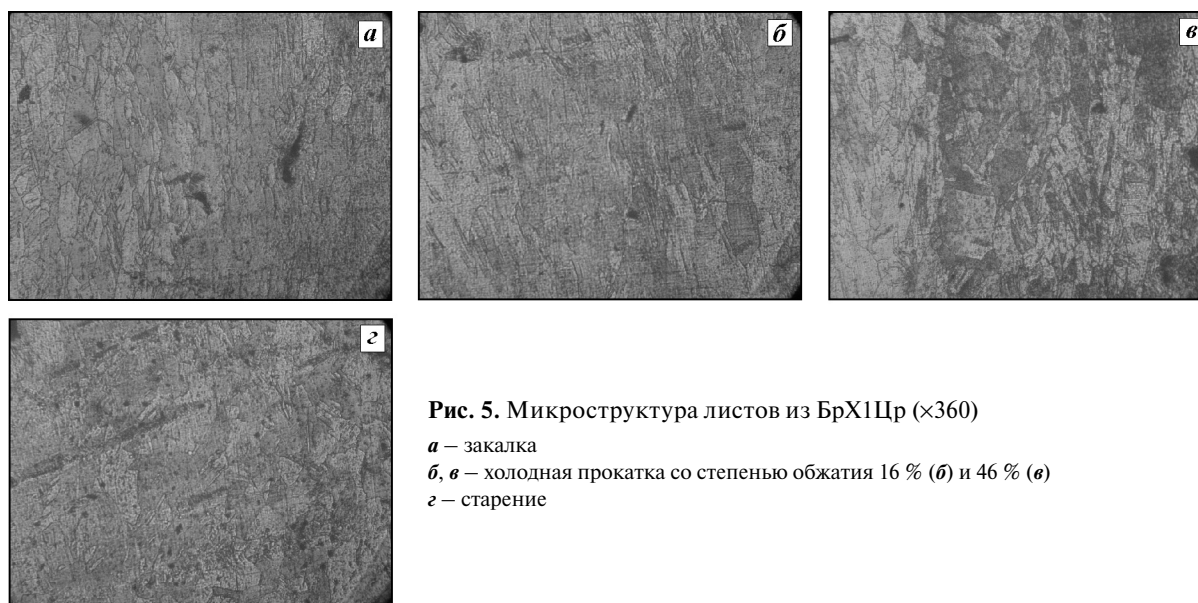 а
б
в
г
Рис. 5. Микроструктура листов из БрХ1Цр (×360)
а – закалка
б, в – холодная прокатка со степенью обжатия 16 % (б) и 46 % (в)
г – старение